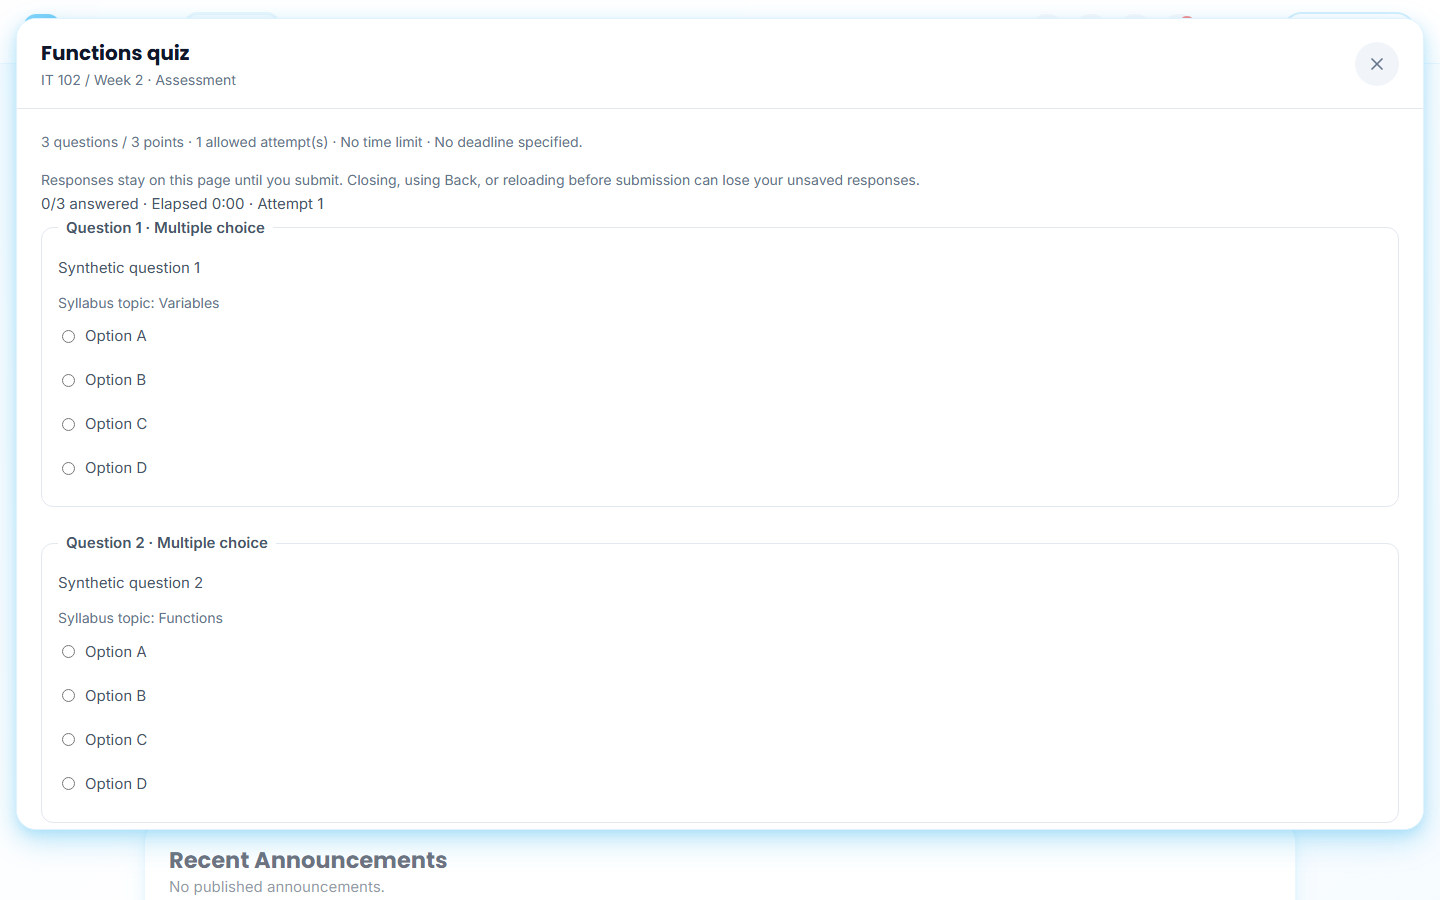 Functions quiz
IT 102 / Week 2 · Assessment
3 questions / 3 points · 1 allowed attempt(s) · No time limit · No deadline specified.
Responses stay on this page until you submit. Closing, using Back, or reloading before submission can lose your unsaved responses.
0/3 answered · Elapsed 0:00 · Attempt 1
Question 1 · Multiple choice
Synthetic question 1
Syllabus topic: Variables
Option A
Option B
Option C
Option D
Question 2 · Multiple choice
Synthetic question 2
Syllabus topic: Functions
Option A
Option B
Option C
Option D
Recent Announcements
No published announcements.